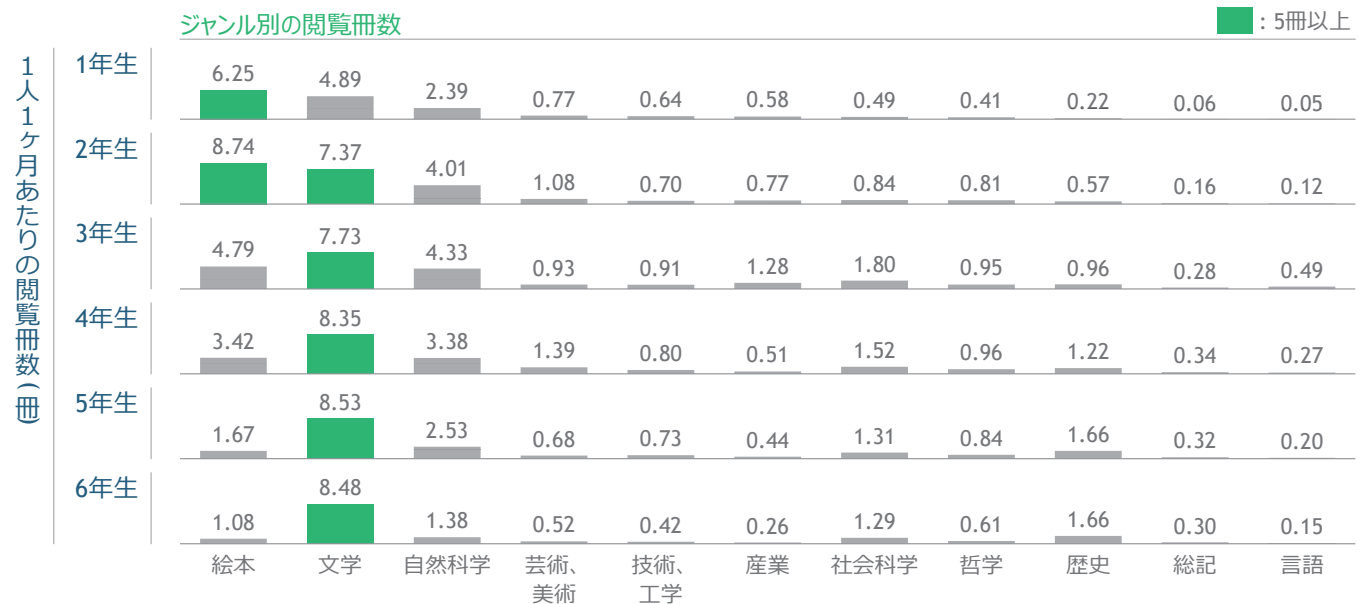 ジャンル別の閲覧冊数
: 5冊以上
1人1ヶ月あたりの閲覧冊数(冊)
1年生
6.25 4.89 2.39 0.77 0.64 0.58 0.49 0.41 0.22 0.06 0.05
2年生
8.74 7.37 4.01 1.08 0.70 0.77 0.84 0.81 0.57 0.16 0.12
3年生
4.79 7.73 4.33 0.93 0.91 1.28 1.80 0.95 0.96 0.28 0.49
4年生
3.42 8.35 3.38 1.39 0.80 0.51 1.52 0.96 1.22 0.34 0.27
5年生
1.67 8.53 2.53 0.68 0.73 0.44 1.31 0.84 1.66 0.32 0.20
6年生
1.08 8.48 1.38 0.52 0.42 0.26 1.29 0.61 1.66 0.30 0.15
絵本 文学 自然科学 芸術、 技術、 産業 社会科学 哲学 歴史 総記 言語
美術 工学